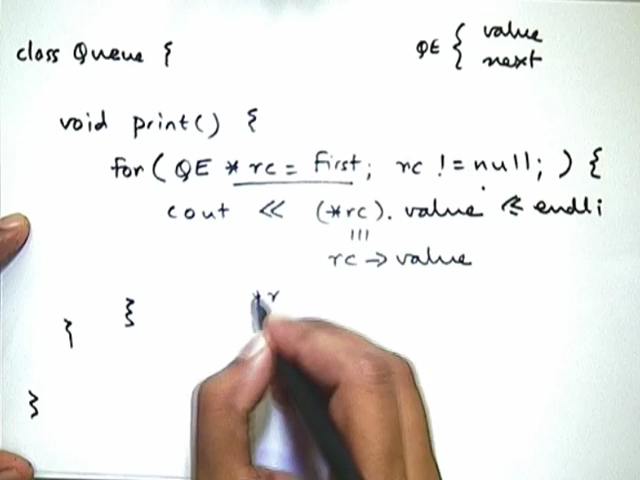 class Queue {
QE { value
next
void print() {
for ( QE * rc = first; rc != null; ) {
cout << (*rc). value << endl;
|||
rc → value
}
*r
}
}